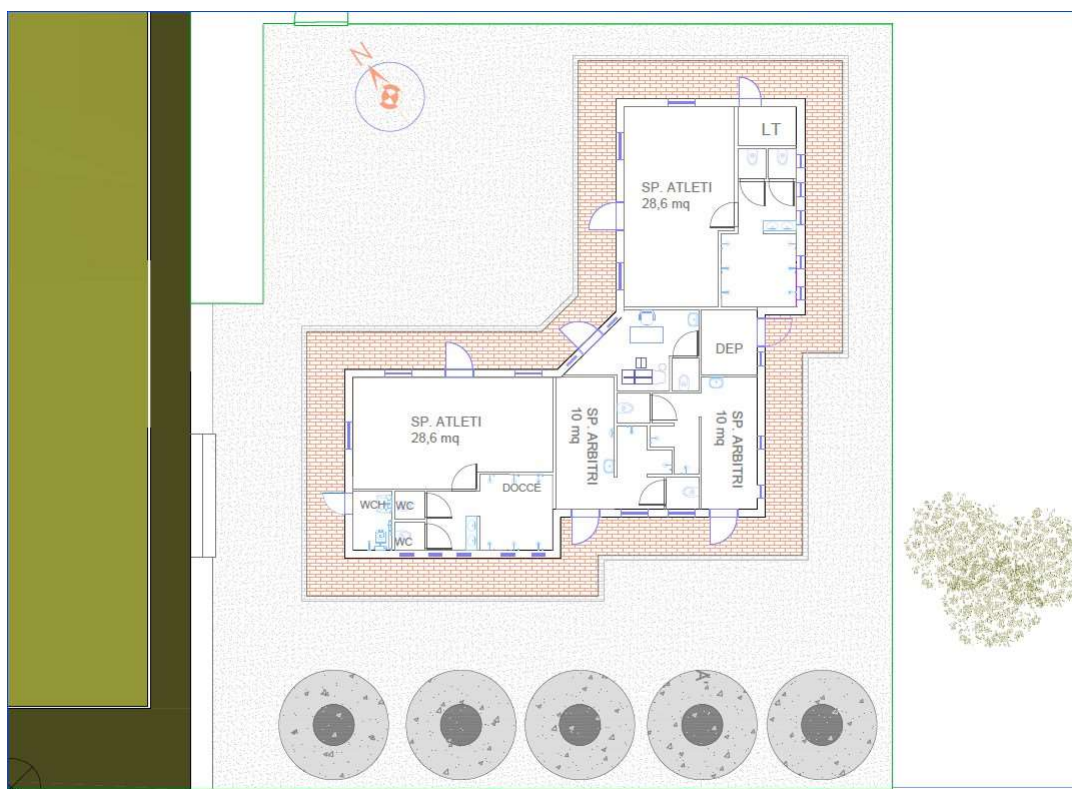 N
LT
SP. ATLETI
28,6 mq
DEP
SP. ATLETI
28,6 mq
SP. ARBITRI
10 mq
SP. ARBITRI
10 mq
DOCCE
WCH
WC
WC
A'